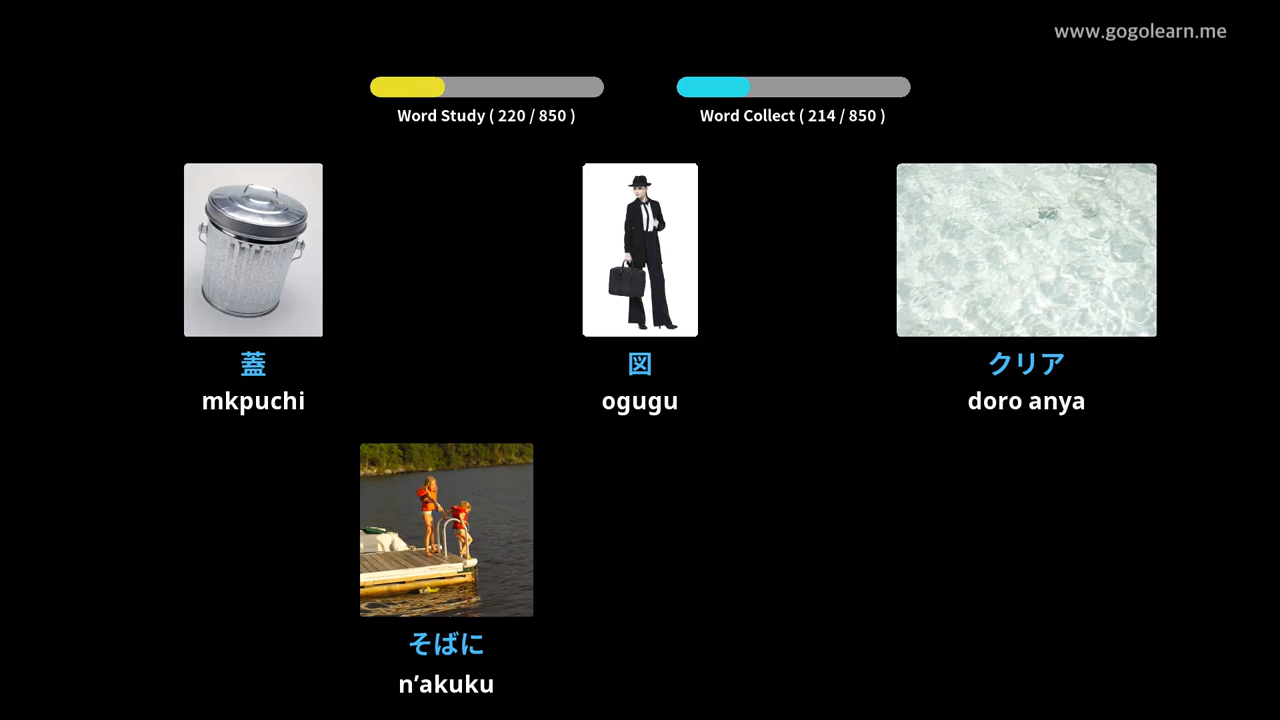 www.gogolearn.me
Word Study ( 220 / 850 )
Word Collect ( 214 / 850 )
蓋
mkpuchi
図
ogugu
クリア
doro anya
そばに
n’akuku